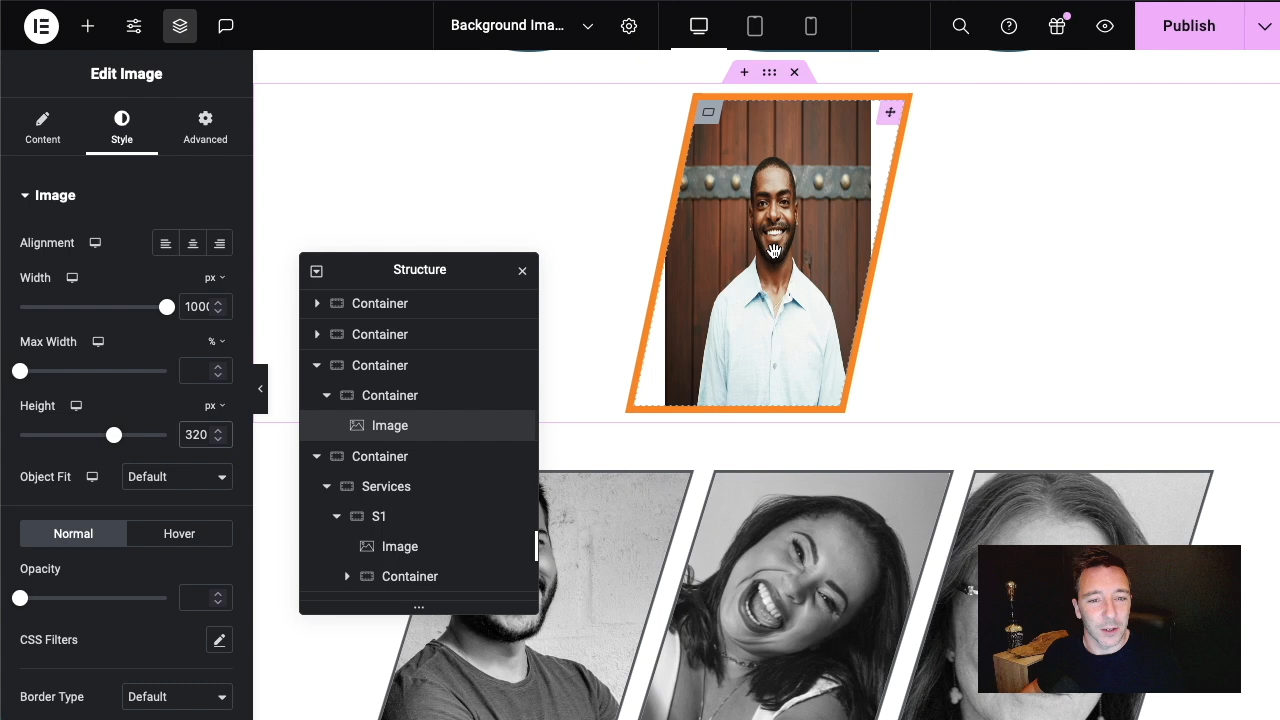 Background Ima...
Publish
Edit Image
Content
Style
Advanced
Image
Alignment
Width
px
1000
Max Width
%
Height
px
320
Object Fit
Default
Normal
Hover
Opacity
CSS Filters
Border Type
Default
Structure
Container
Container
Container
Container
Image
Container
Services
S1
Image
Container